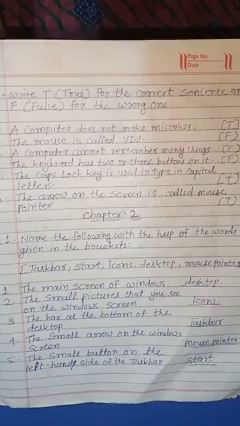 Page No.
Date
Write T (True) for the correct sentence or
F (False) for the wrong one.
A Computer does not make mistakes. [T]
The mouse is called VDU. [F]
A Computer cannot remember many things [F]
The keyboard has two or three buttons on it. [F]
The Caps Lock key is used to type in Capital
letters. (T)
The arrow on the screen is called mouse
pointer (T)
Chapter 2
1. Name the following with the help of the words
given in the brackets.
[Taskbar, start, Icons, desktop, mouse pointer
1 The main screen of windows desktop.
2 The small pictures that you see
on the windows screen Icons.
3 The bar at the bottom of the
desktop Taskbar
4. The small arrow on the windows
screen mouse pointer
5. The small button on the
left-hand side of the Taskbar start